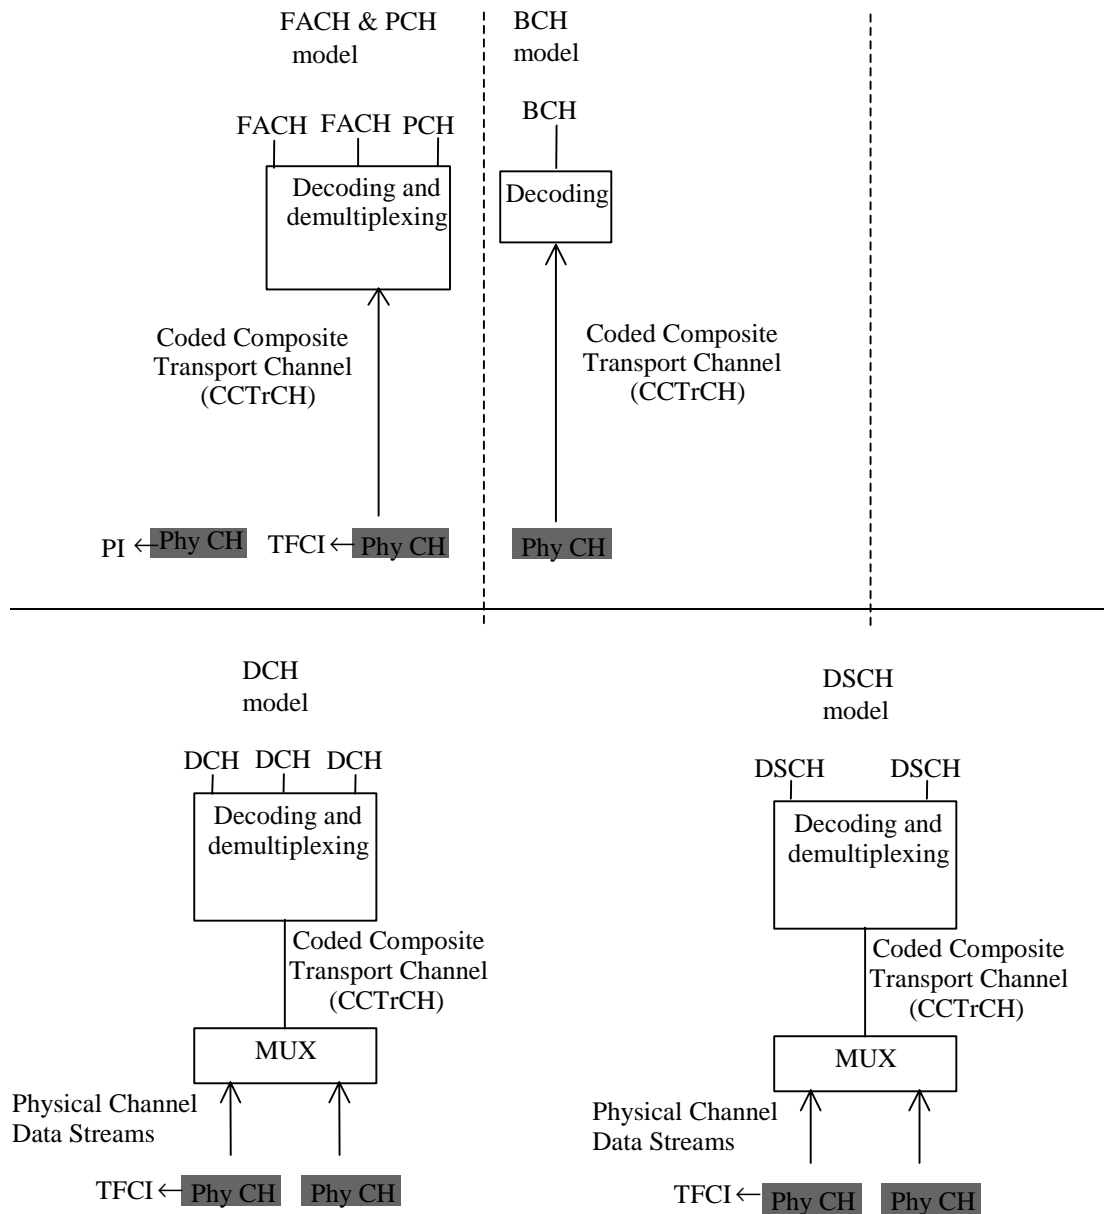 FACH & PCH
model
BCH
model
FACH FACH PCH
BCH
Decoding and
demultiplexing
Decoding
Coded Composite
Transport Channel
(CCTrCH)
Coded Composite
Transport Channel
(CCTrCH)
PI
Phy CH
TFCI
Phy CH
Phy CH
DCH
model
DSCH
model
DCH DCH DCH
DSCH DSCH
Decoding and
demultiplexing
Decoding and
demultiplexing
Coded Composite
Transport Channel
(CCTrCH)
Coded Composite
Transport Channel
(CCTrCH)
MUX
MUX
Physical Channel
Data Streams
Physical Channel
Data Streams
TFCI
Phy CH
Phy CH
TFCI
Phy CH
Phy CH